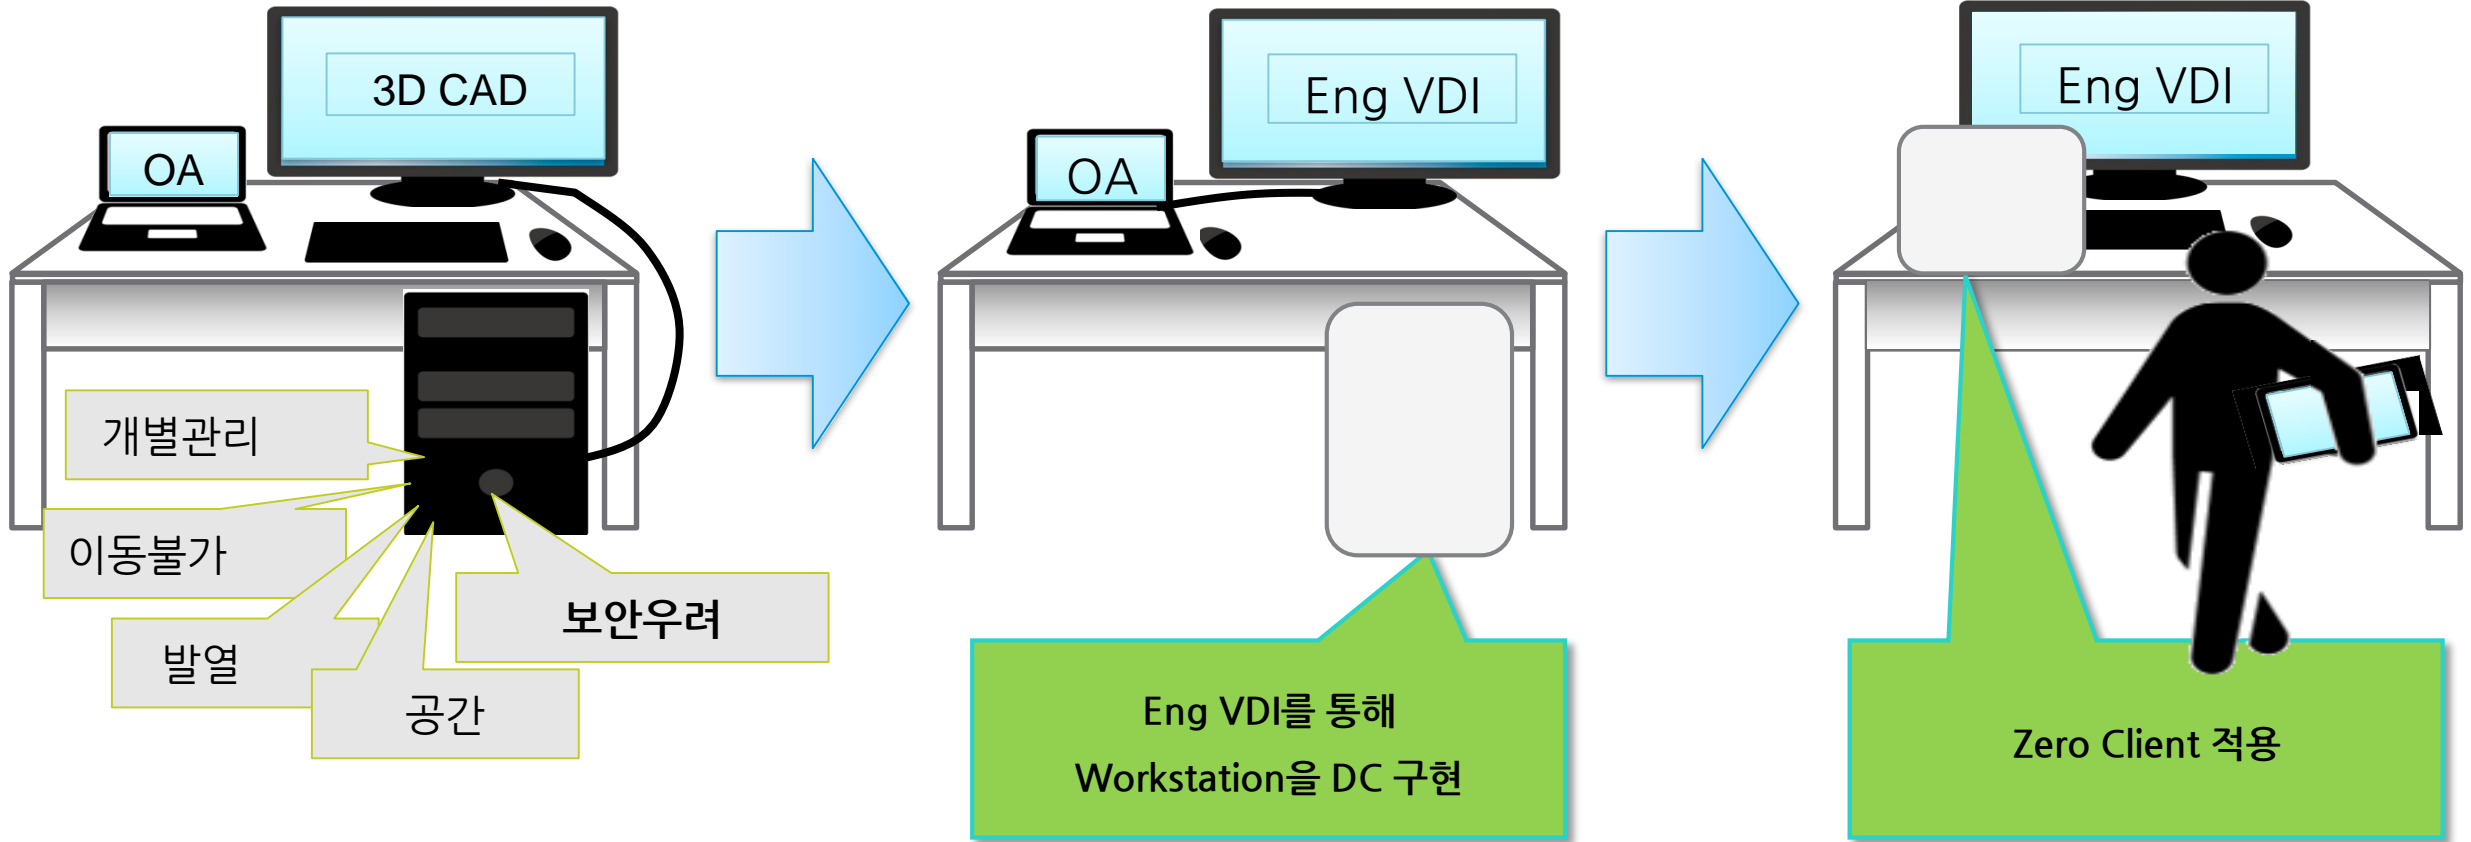 3D CAD
OA
개별관리
이동불가
발열
공간
보안우려
Eng VDI
OA
Eng VDI를 통해
Workstation을 DC 구현
Eng VDI
Zero Client 적용